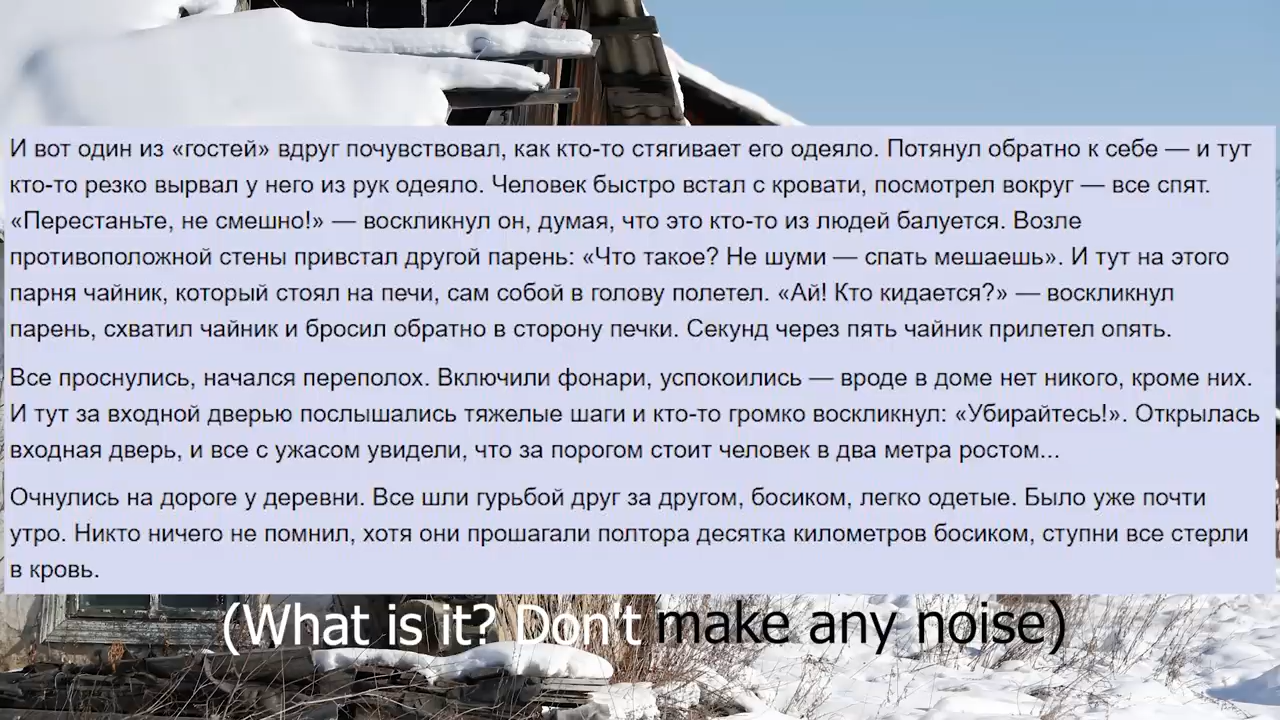 И вот один из «гостей» вдруг почувствовал, как кто-то стягивает его одеяло. Потянул обратно к себе — и тут
кто-то резко вырвал у него из рук одеяло. Человек быстро встал с кровати, посмотрел вокруг — все спят.
«Перестаньте, не смешно!» — воскликнул он, думая, что это кто-то из людей балуется. Возле
противоположной стены привстал другой парень: «Что такое? Не шуми — спать мешаешь». И тут на этого
парня чайник, который стоял на печи, сам собой в голову полетел. «Ай! Кто кидается?» — воскликнул
парень, схватил чайник и бросил обратно в сторону печки. Секунд через пять чайник прилетел опять.
Все проснулись, начался переполох. Включили фонари, успокоились — вроде в доме нет никого, кроме них.
И тут за входной дверью послышались тяжелые шаги и кто-то громко воскликнул: «Убирайтесь!». Открылась
входная дверь, и все с ужасом увидели, что за порогом стоит человек в два метра ростом...
Очнулись на дороге у деревни. Все шли гурьбой друг за другом, босиком, легко одетые. Было уже почти
утро. Никто ничего не помнил, хотя они прошагали полтора десятка километров босиком, ступни все стерли
в кровь.
(What is it? Don't make any noise)